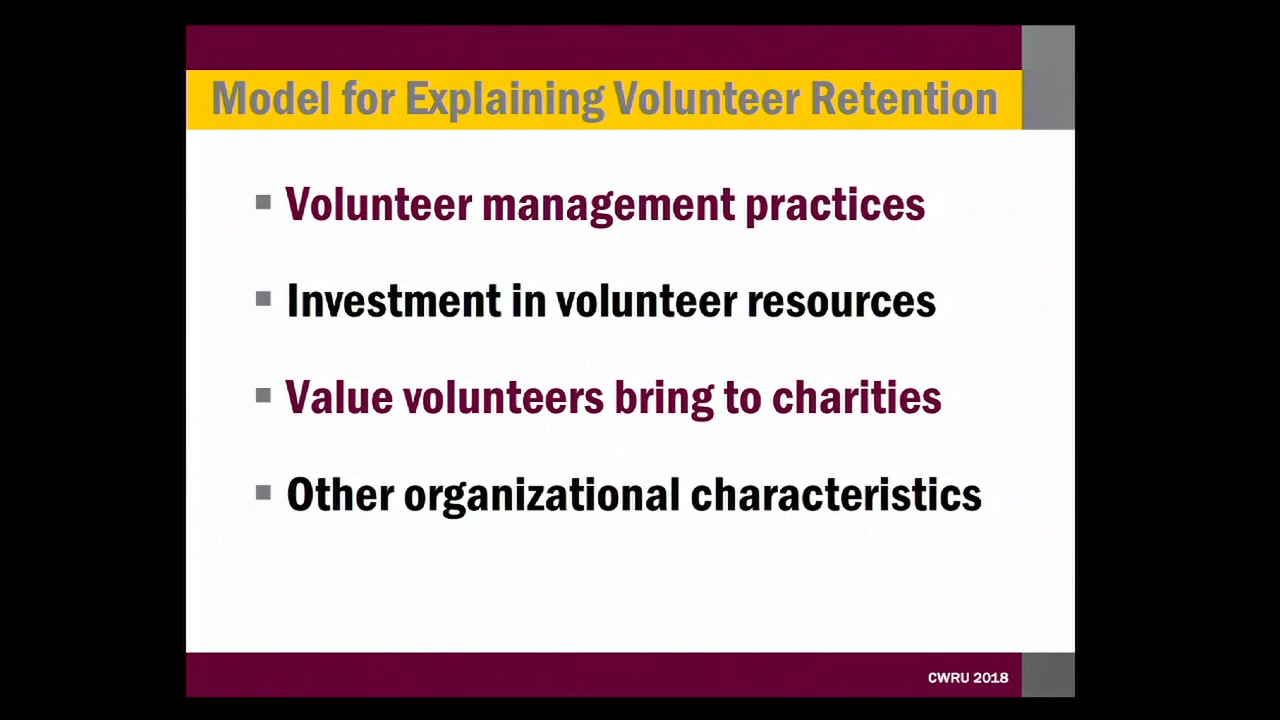 Model for Explaining Volunteer Retention
Volunteer management practices
Investment in volunteer resources
Value volunteers bring to charities
Other organizational characteristics
CWRU 2018